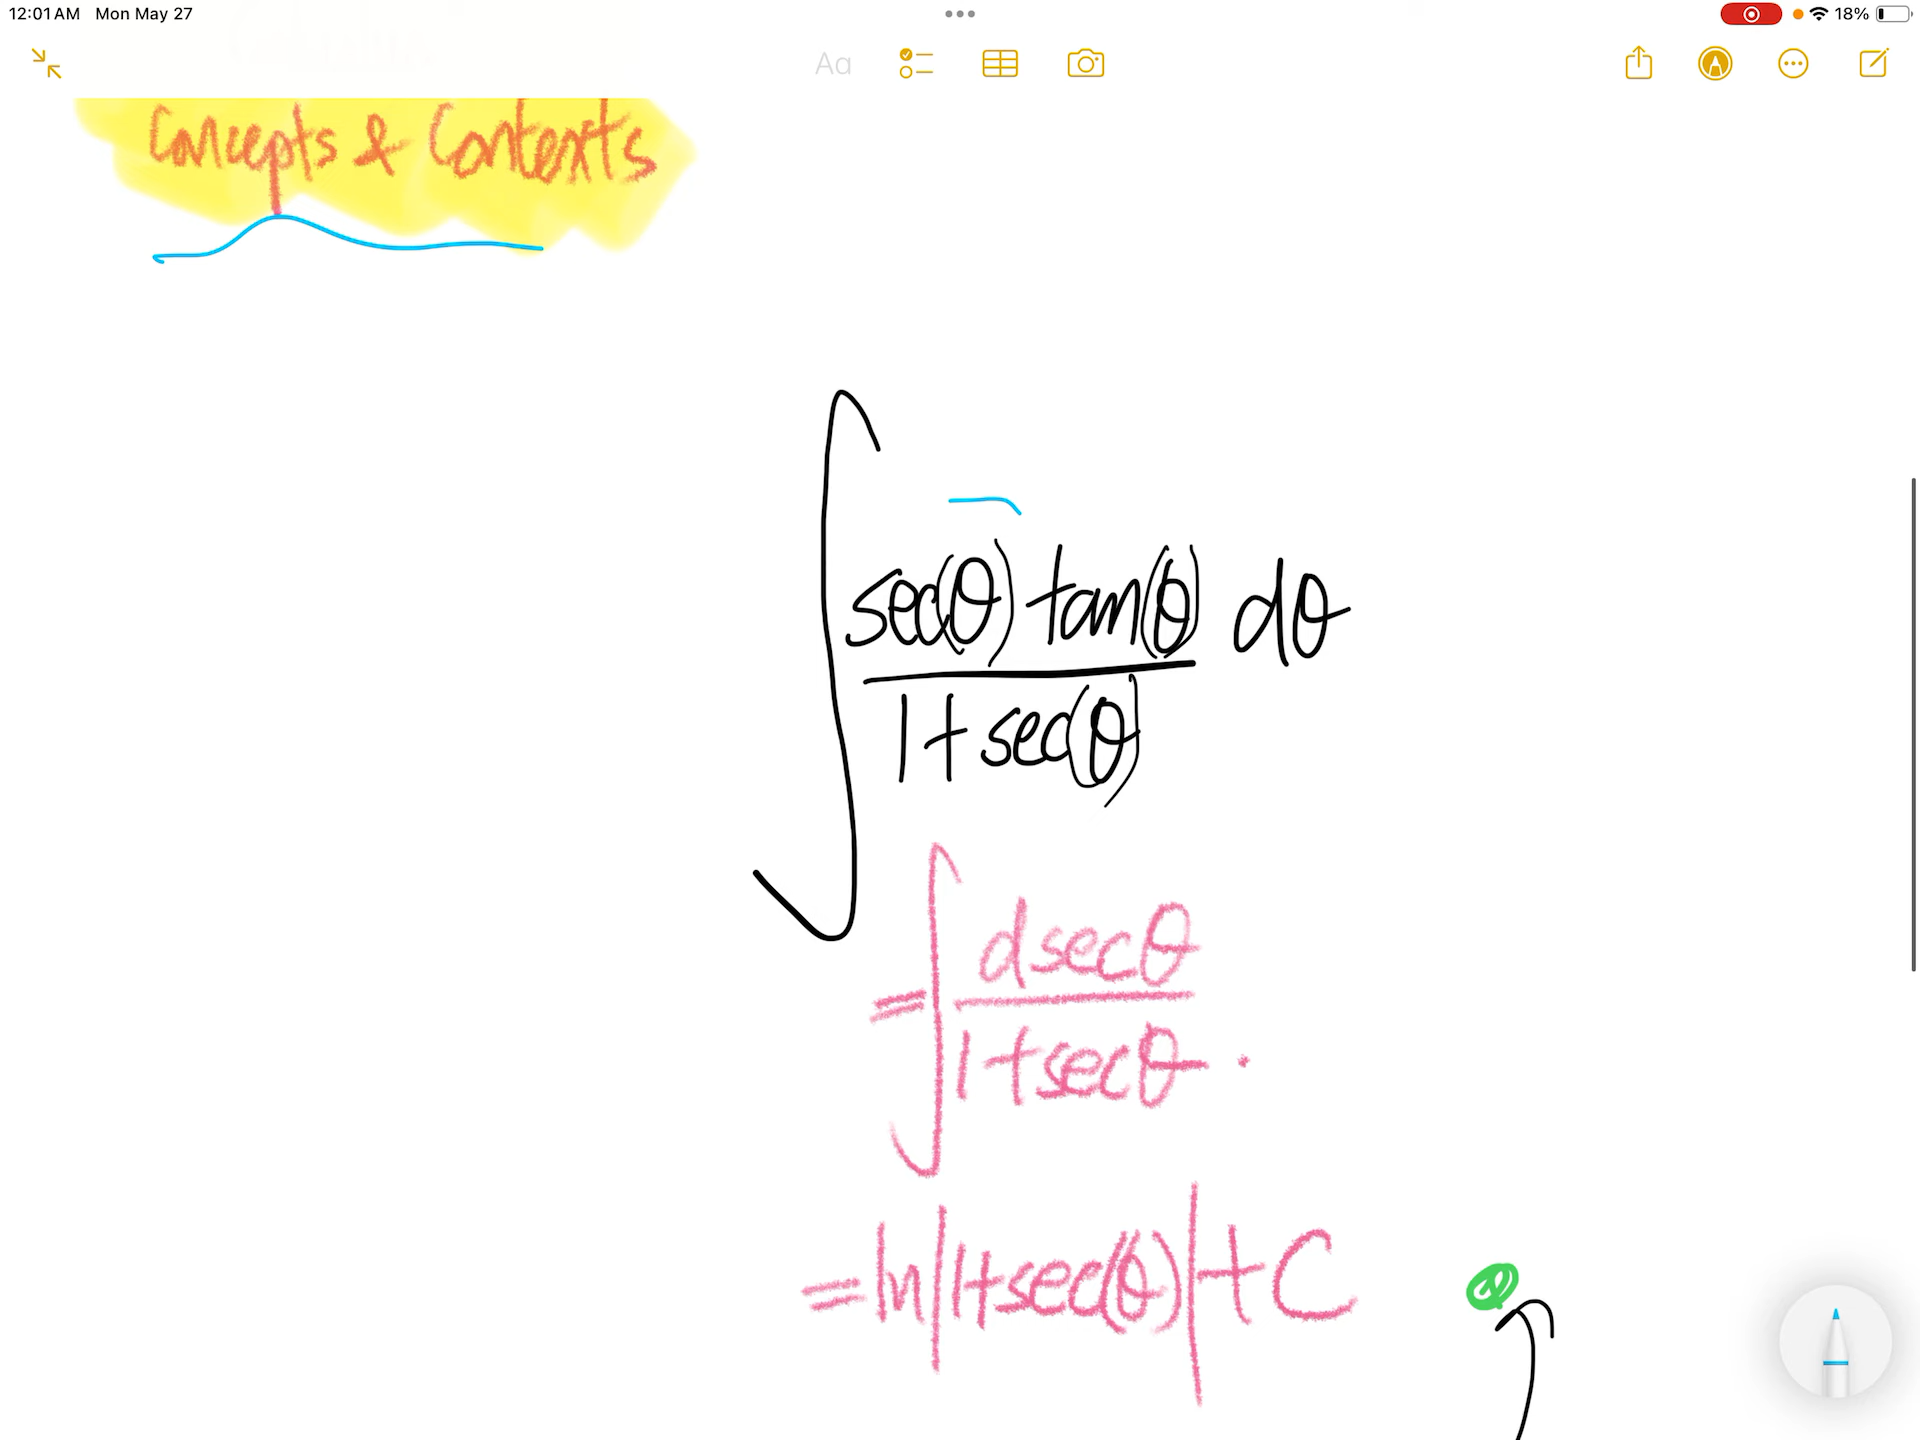 12:01 AM Mon May 27
18%
Aa
Concepts & Contexts
∫ sec(θ) tan(θ) dθ
1 + sec(θ)
= ∫ dsecθ
1+secθ .
= ln|1+sec(θ)| + C